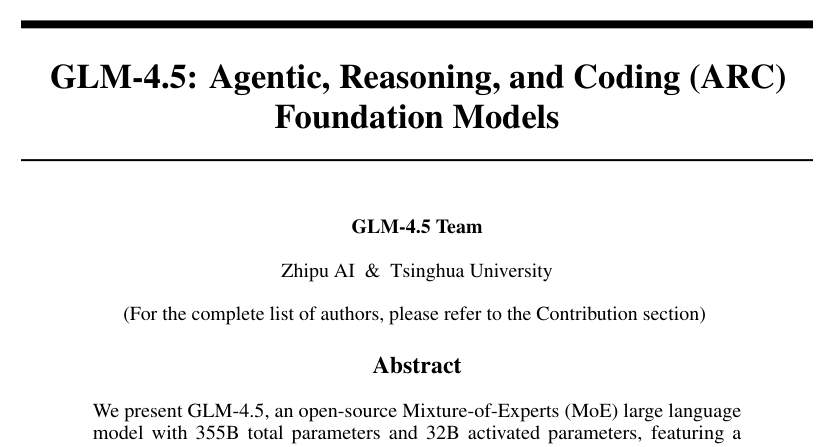 GLM-4.5: Agentic, Reasoning, and Coding (ARC)
Foundation Models
GLM-4.5 Team
Zhipu AI & Tsinghua University
(For the complete list of authors, please refer to the Contribution section)
Abstract
We present GLM-4.5, an open-source Mixture-of-Experts (MoE) large language
model with 355B total parameters and 32B activated parameters, featuring a